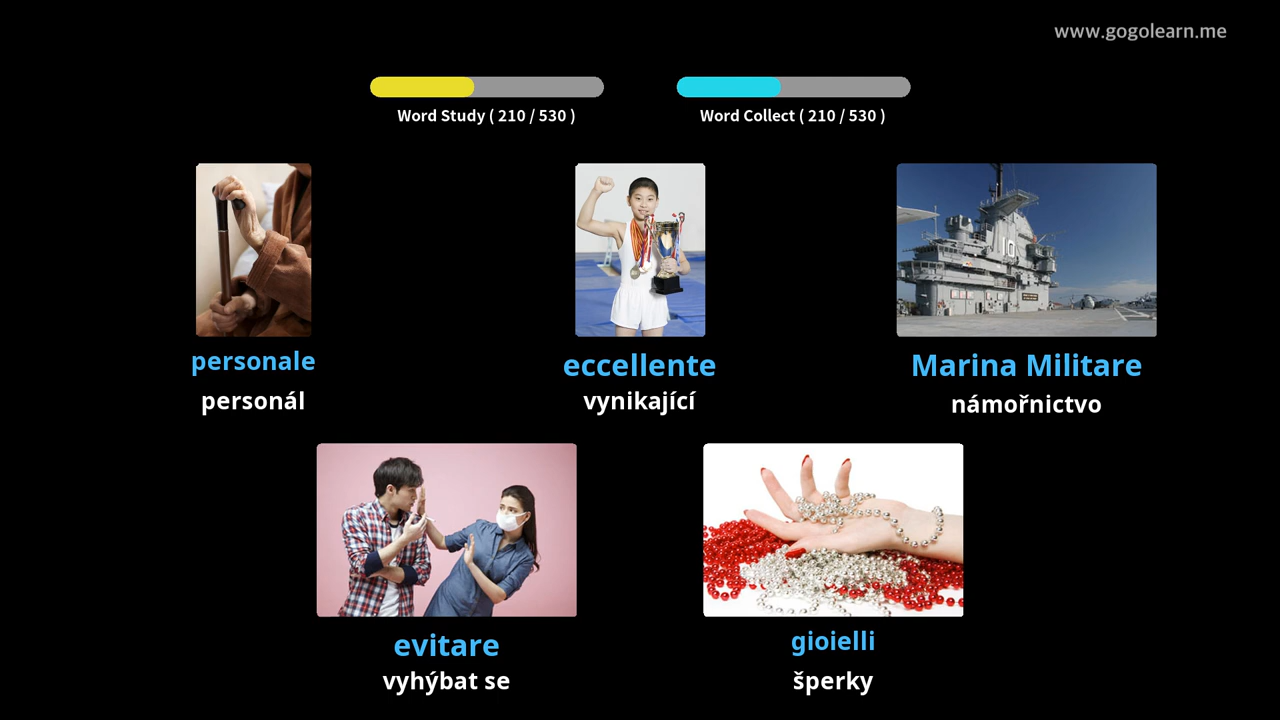 www.gogolearn.me
Word Study ( 210 / 530 )
Word Collect ( 210 / 530 )
10
personale
personál
eccellente
vynikající
Marina Militare
námořnictvo
evitare
vyhýbat se
gioielli
šperky